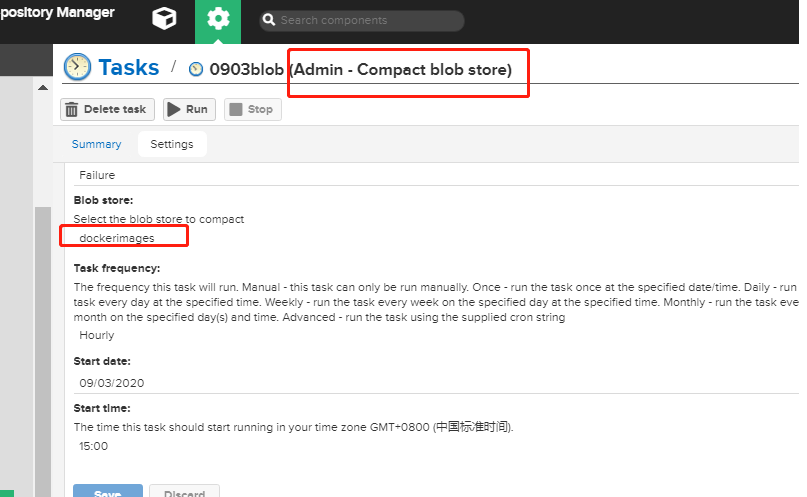 pository Manager
Search components
Tasks / 0903blob (Admin - Compact blob store)
Delete task Run Stop
Summary Settings
Failure
Blob store:
Select the blob store to compact
dockerimages
Task frequency:
The frequency this task will run. Manual - this task can only be run manually. Once - run the task once at the specified date/time. Daily - run
task every day at the specified time. Weekly - run the task every week on the specified day at the specified time. Monthly - run the task eve
month on the specified day(s) and time. Advanced - run the task using the supplied cron string
Hourly
Start date:
09/03/2020
Start time:
The time this task should start running in your time zone GMT+0800 (中国标准时间).
15:00
Save Discard